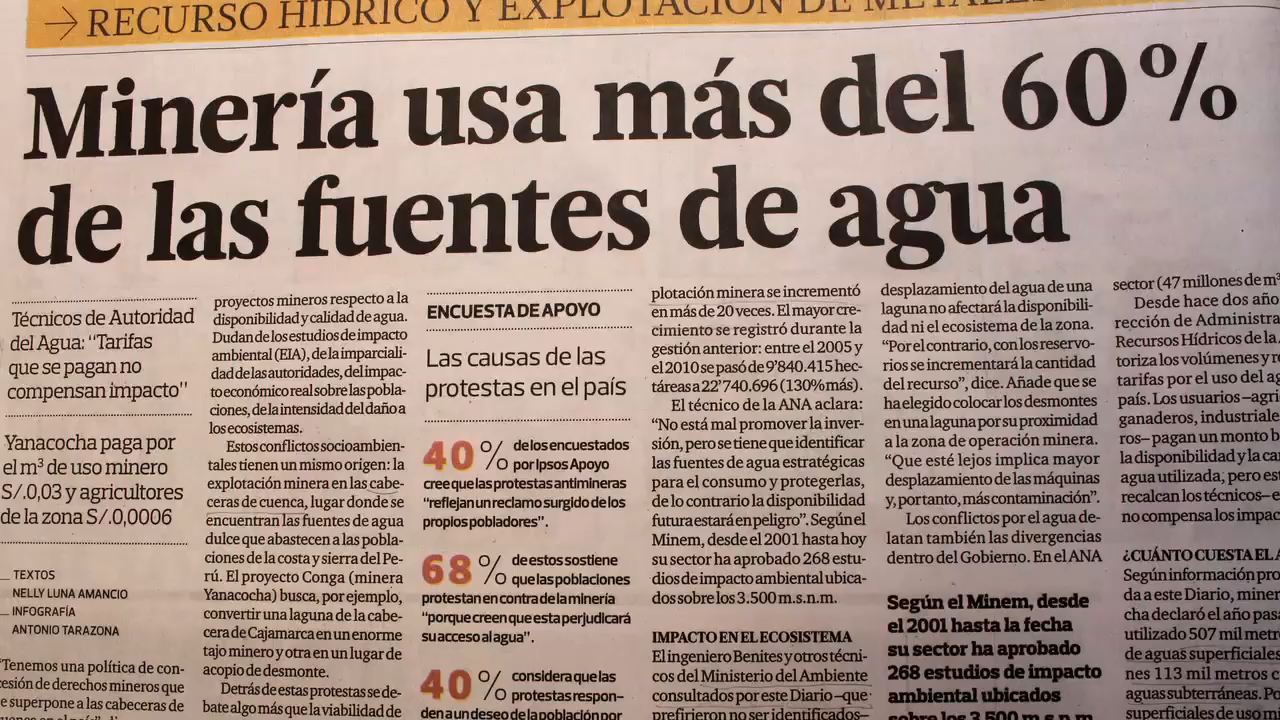 → RECURSO HÍDRICO Y EXPLOTACIÓN DE METALES
Minería usa más del 60%
de las fuentes de agua
Técnicos de Autoridad
del Agua: “Tarifas
que se pagan no
compensan impacto”
Yanacocha paga por
el m³ de uso minero
S/.0,03 y agricultores
de la zona S/.0,0006
TEXTOS
NELLY LUNA AMANCIO
INFOGRAFÍA
ANTONIO TARAZONA
“Tenemos una política de con-
cesión de derechos mineros que
se superpone a las cabeceras de
proyectos mineros respecto a la
disponibilidad y calidad de agua.
Dudan de los estudios de impacto
ambiental (EIA), de la imparciali-
dad de las autoridades, del impac-
to económico real sobre las pobla-
ciones, de la intensidad del daño a
los ecosistemas.
Estos conflictos socioambien-
tales tienen un mismo origen: la
explotación minera en las cabe-
ceras de cuenca, lugar donde se
encuentran las fuentes de agua
dulce que abastecen a las pobla-
ciones de la costa y sierra del Pe-
rú. El proyecto Conga (minera
Yanacocha) busca, por ejemplo,
convertir una laguna de la cabe-
cera de Cajamarca en un enorme
tajo minero y otra en un lugar de
acopio de desmonte.
Detrás de estas protestas se de-
bate algo más que la viabilidad de
ENCUESTA DE APOYO
Las causas de las
protestas en el país
40% de los encuestados
por Ipsos Apoyo
cree que las protestas antimineras
“reflejan un reclamo surgido de los
propios pobladores”.
68% de estos sostiene
que las poblaciones
protestan en contra de la minería
“porque creen que esta perjudicará
su acceso al agua”.
40% considera que las
protestas respon-
den a un deseo de la población por
plotación minera se incrementó
en más de 20 veces. El mayor cre-
cimiento se registró durante la
gestión anterior: entre el 2005 y
el 2010 se pasó de 9’840.415 hec-
táreas a 22’740.696 (130% más).
El técnico de la ANA aclara:
“No está mal promover la inver-
sión, pero se tiene que identificar
las fuentes de agua estratégicas
para el consumo y protegerlas,
de lo contrario la disponibilidad
futura estará en peligro”. Según el
Minem, desde el 2001 hasta hoy
su sector ha aprobado 268 estu-
dios de impacto ambiental ubica-
dos sobre los 3.500 m.s.n.m.
IMPACTO EN EL ECOSISTEMA
El ingeniero Benites y otros técni-
cos del Ministerio del Ambiente
consultados por este Diario –que
prefirieron no ser identificados–
desplazamiento del agua de una
laguna no afectará la disponibili-
dad ni el ecosistema de la zona.
“Por el contrario, con los reservo-
rios se incrementará la cantidad
del recurso”, dice. Añade que se
ha elegido colocar los desmontes
en una laguna por su proximidad
a la zona de operación minera.
“Que esté lejos implica mayor
desplazamiento de las máquinas
y, portanto, más contaminación”.
Los conflictos por el agua de-
latan también las divergencias
dentro del Gobierno. En el ANA
Según el Minem, desde
el 2001 hasta la fecha
su sector ha aprobado
268 estudios de impacto
ambiental ubicados
sobre los 3.500 m.s.n.m.
sector (47 millones de m³
Desde hace dos año
rección de Administra
Recursos Hídricos de la
toriza los volúmenes y
tarifas por el uso del ag
país. Los usuarios –agri
ganaderos, industriale
ros– pagan un monto b
la disponibilidad y la ca
agua utilizada, pero es
recalcan los técnicos– e
no compensa los impac
¿CUÁNTO CUESTA EL A
Según información pro
da a este Diario, miner
cha declaró el año pasa
utilizado 507 mil metr
de aguas superficiales
nes 113 mil metros c
aguas subterráneas. Po
superficiales de uso m